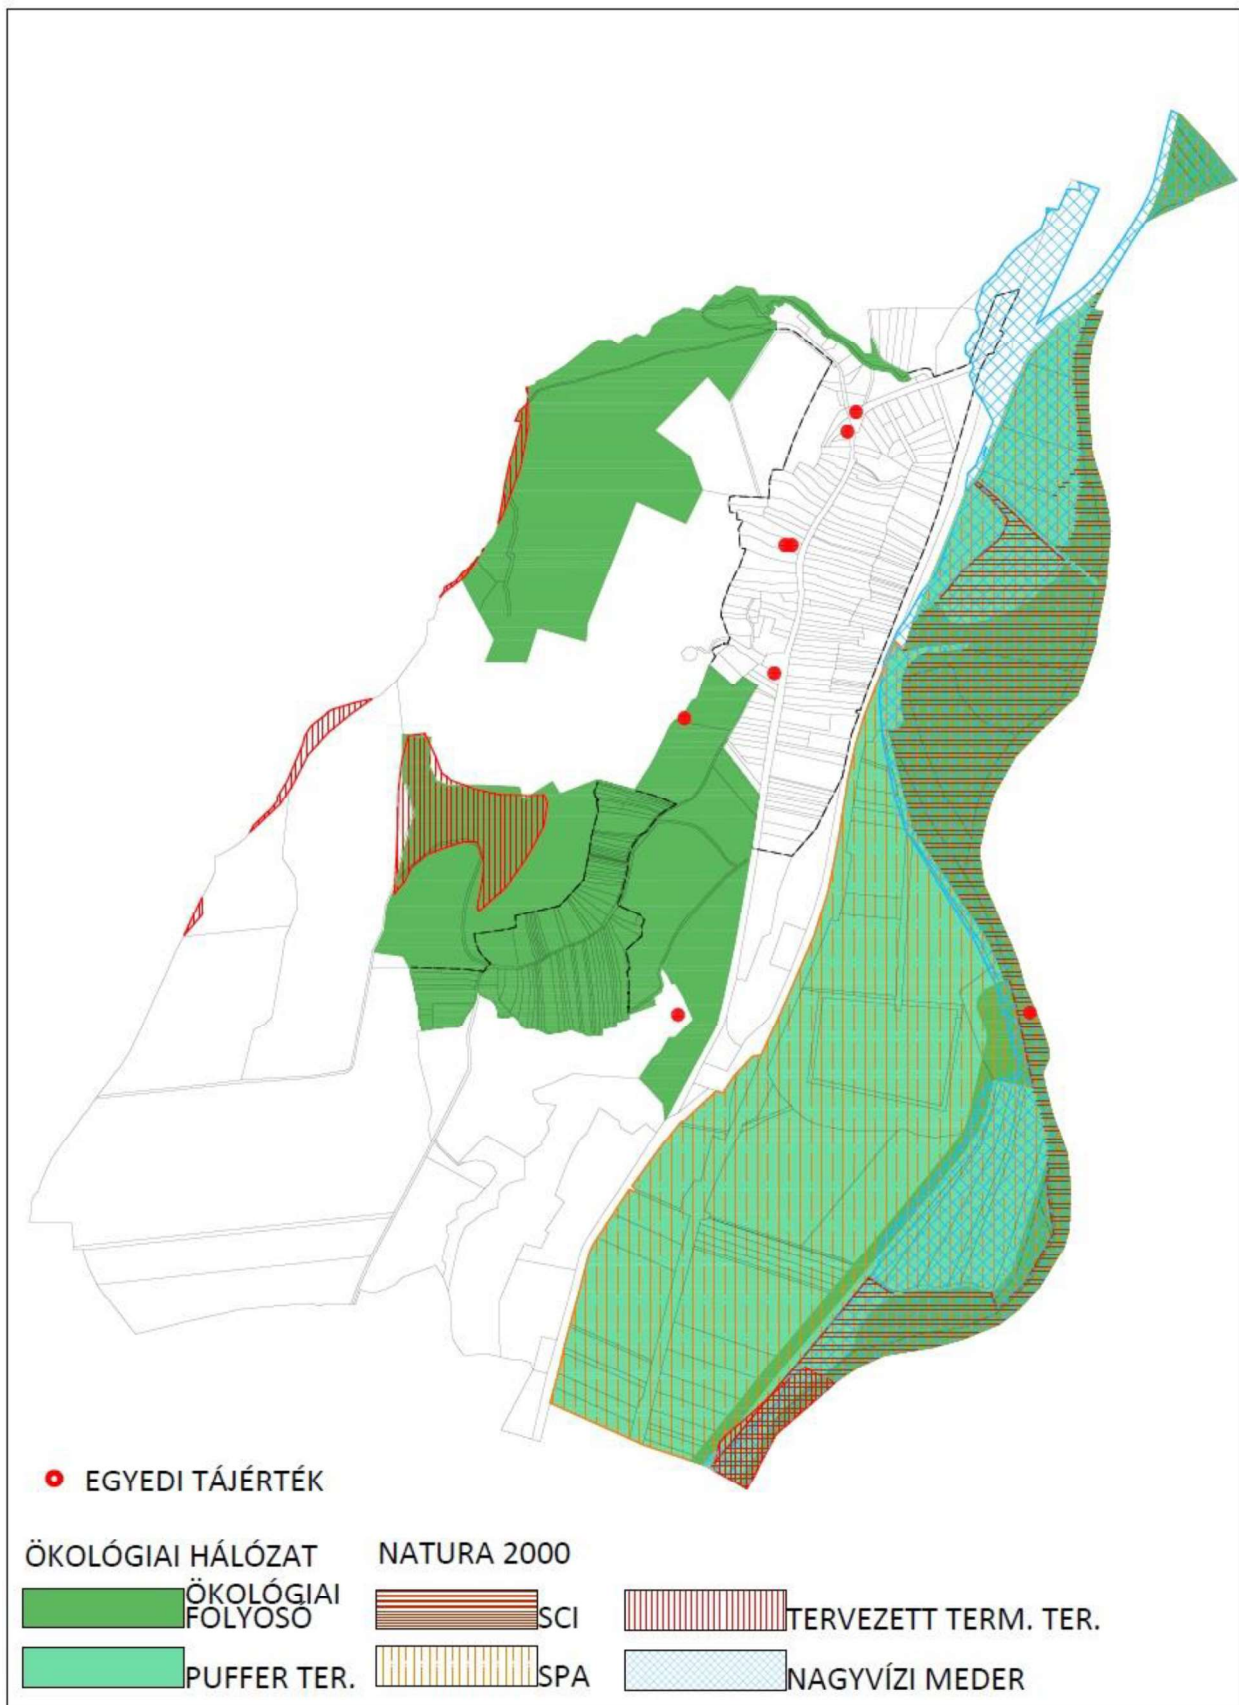 EGYEDI TÁJÉRTÉK
ÖKOLÓGIAI HÁLÓZAT
ÖKOLÓGIAI
FOLYOSÓ
PUFFER TER.
NATURA 2000
SCI
SPA
TERVEZETT TERM. TER.
NAGYVÍZI MEDER